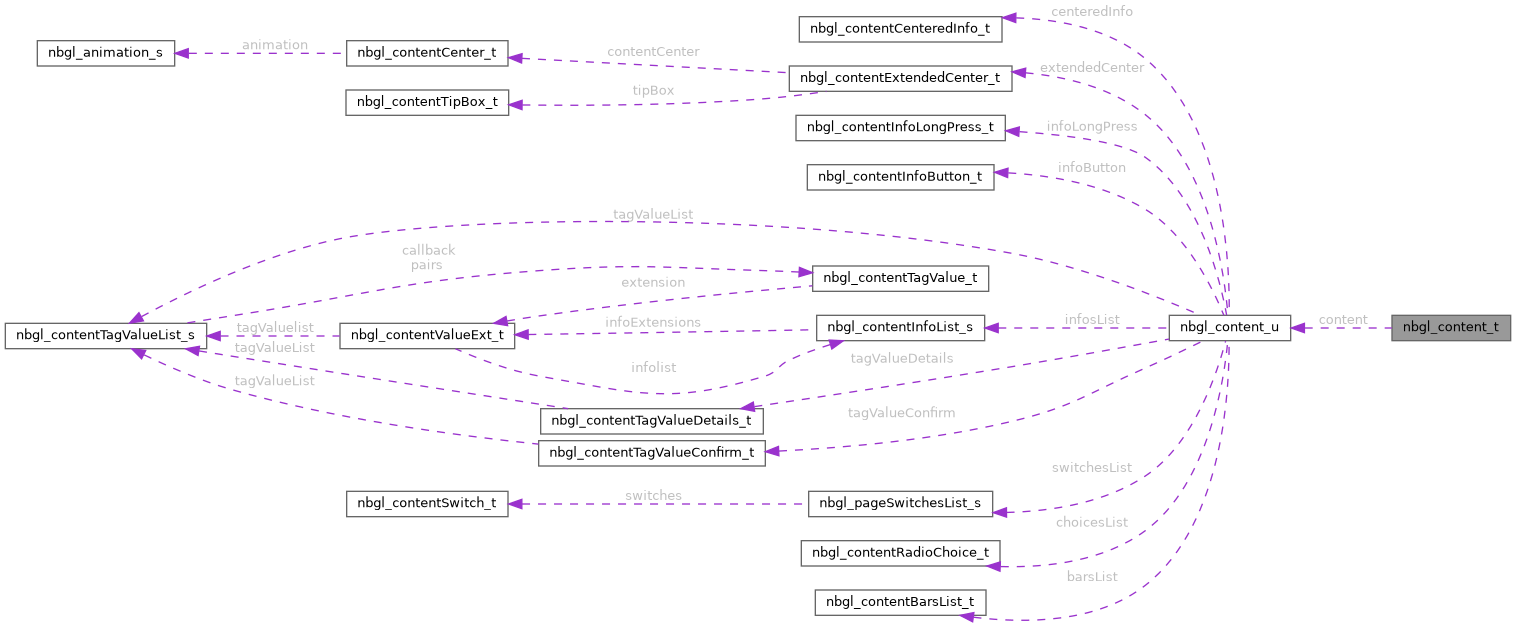 centeredInfo
nbgl_contentCenteredInfo_t
nbgl_animation_s
animation
nbgl_contentCenter_t
contentCenter
extendedCenter
nbgl_contentExtendedCenter_t
tipBox
nbgl_contentTipBox_t
nbgl_contentInfoLongPress_t
infoLongPress
infoButton
nbgl_contentInfoButton_t
tagValueList
callback
pairs
nbgl_contentTagValue_t
extension
nbgl_contentTagValueList_s
tagValuelist
nbgl_contentValueExt_t
infoExtensions
nbgl_contentInfoList_s
infosList
nbgl_content_u
content
nbgl_content_t
tagValueList
infolist
tagValueDetails
tagValueList
nbgl_contentTagValueDetails_t
tagValueConfirm
nbgl_contentTagValueConfirm_t
switchesList
nbgl_contentSwitch_t
switches
nbgl_pageSwitchesList_s
choicesList
nbgl_contentRadioChoice_t
barsList
nbgl_contentBarsList_t